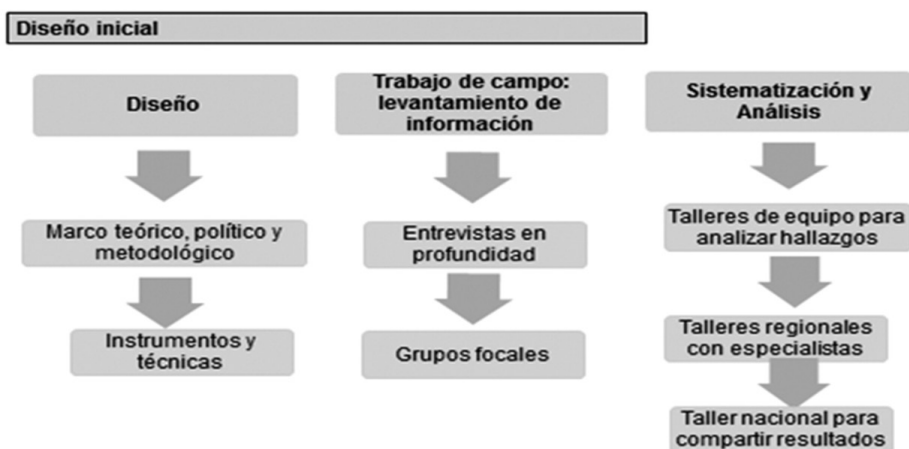 Diseño inicial
Diseño
Marco teórico, político y
metodológico
Instrumentos y
técnicas
Trabajo de campo:
levantamiento de
información
Entrevistas en
profundidad
Grupos focales
Sistematización y
Análisis
Talleres de equipo para
analizar hallazgos
Talleres regionales
con especialistas
Taller nacional para
compartir resultados